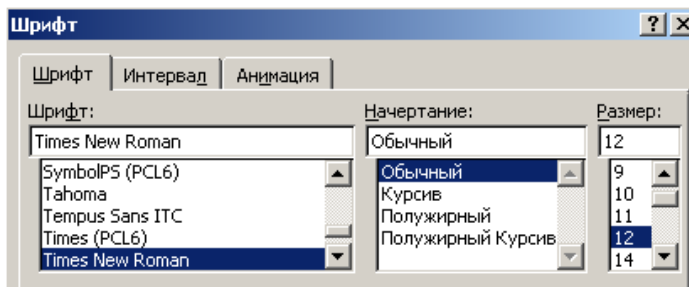 Шрифт
Шрифт Интервал Анимация
Шрифт: Начертание: Размер:
Times New Roman Обычный 12
SymbolPS (PCL6) Обычный 9
Tahoma Курсив 10
Tempus Sans ITC Полужирный 11
Times (PCL6) Полужирный Курсив 12
Times New Roman 14